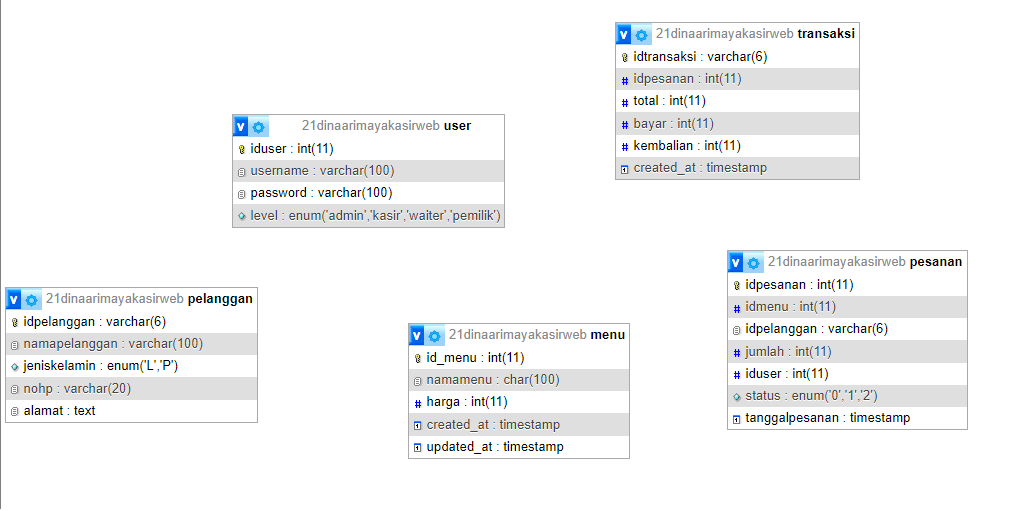 21dinaarimayakasirweb transaksi
idtransaksi : varchar(6)
idpesanan : int(11)
total : int(11)
bayar : int(11)
kembalian : int(11)
created_at : timestamp
21dinaarimayakasirweb user
iduser : int(11)
username : varchar(100)
password : varchar(100)
level : enum('admin','kasir','waiter','pemilik')
21dinaarimayakasirweb pesanan
idpesanan : int(11)
idmenu : int(11)
idpelanggan : varchar(6)
jumlah : int(11)
iduser : int(11)
status : enum('0','1','2')
tanggalpesanan : timestamp
21dinaarimayakasirweb pelanggan
idpelanggan : varchar(6)
namapelanggan : varchar(100)
jeniskelamin : enum('L','P')
nohp : varchar(20)
alamat : text
21dinaarimayakasirweb menu
id_menu : int(11)
namamenu : char(100)
harga : int(11)
created_at : timestamp
updated_at : timestamp